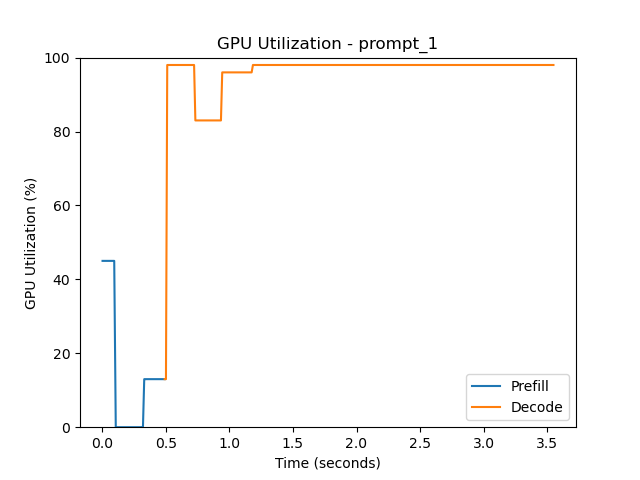 GPU Utilization - prompt_1
GPU Utilization (%)
100
80
60
40
20
0
0.0 0.5 1.0 1.5 2.0 2.5 3.0 3.5
Time (seconds)
Prefill
Decode